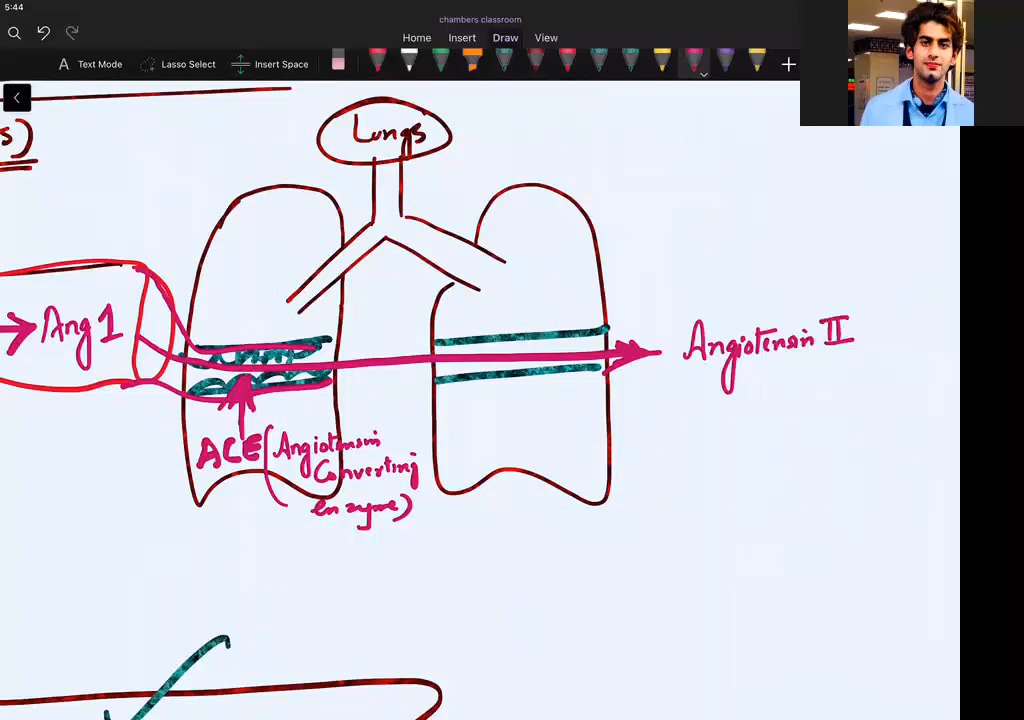 5:44
chambers classroom
Home Insert Draw View
Text Mode Lasso Select Insert Space
s)
Lungs
Ang 1
Angiotensin II
ACE (Angiotensin
Converting
enzyme)